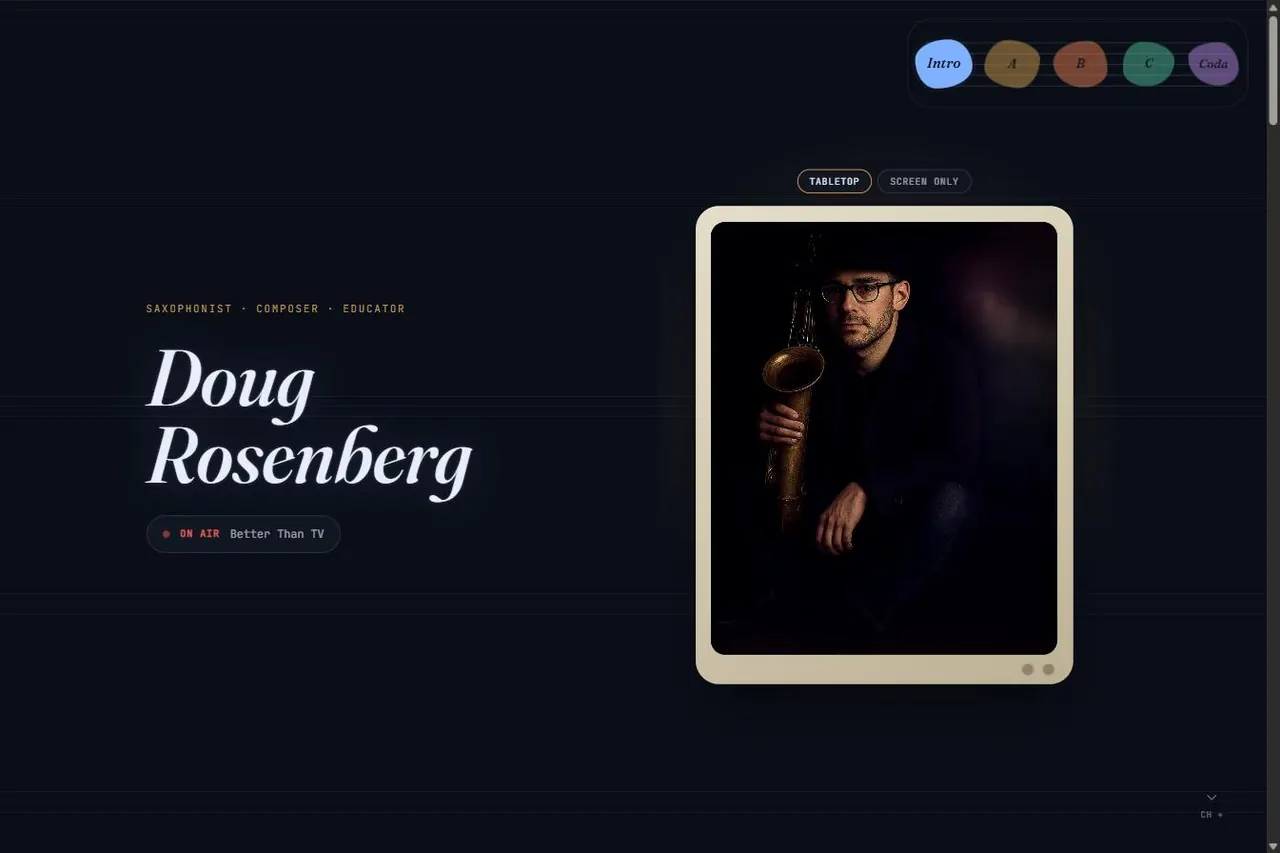 Intro A B C Coda
TABLETOP SCREEN ONLY
SAXOPHONIST · COMPOSER · EDUCATOR
Doug
Rosenberg
ON AIR Better Than TV
CH +